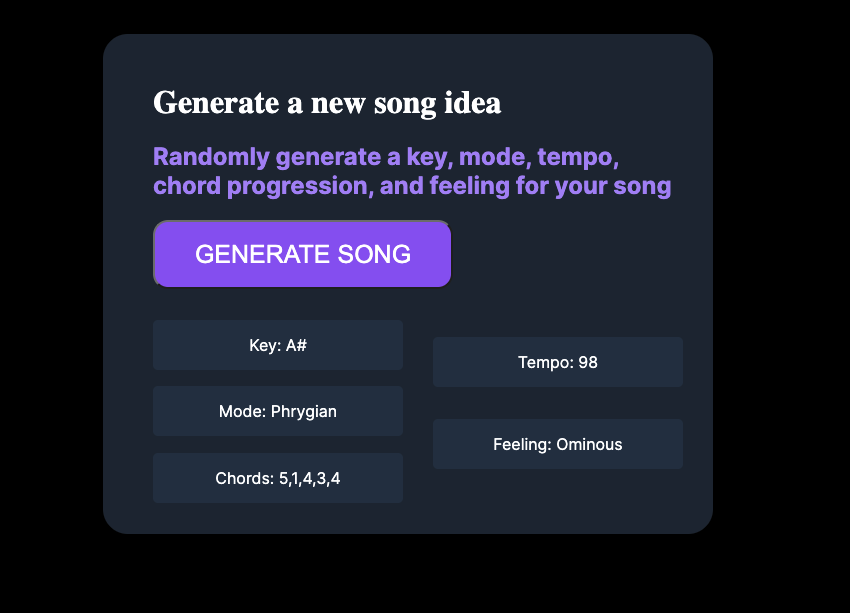 Generate a new song idea
Randomly generate a key, mode, tempo,
chord progression, and feeling for your song
GENERATE SONG
Key: A#
Mode: Phrygian
Chords: 5,1,4,3,4
Tempo: 98
Feeling: Ominous